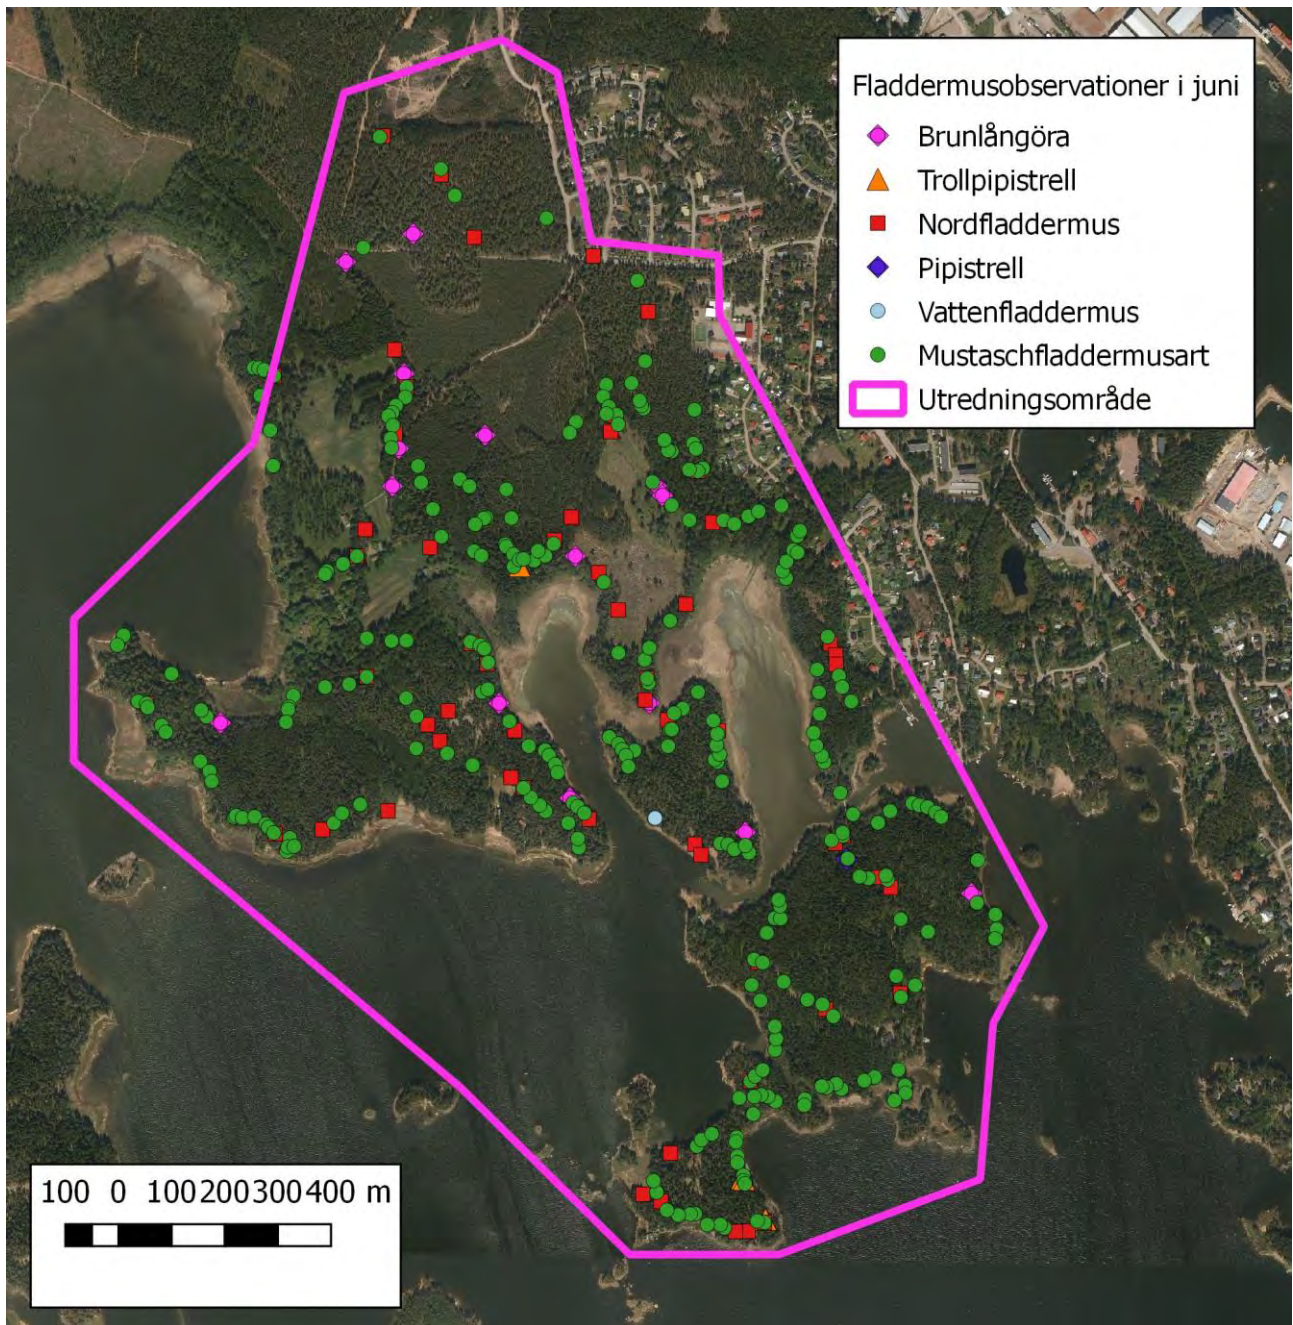 Fladdermusobservationer i juni
Brunlångöra
Trollpipistrell
Nordfladdermus
Pipistrell
Vattenfladdermus
Mustaschfladdermusart
Utredningsområde
100 0 100 200 300 400 m